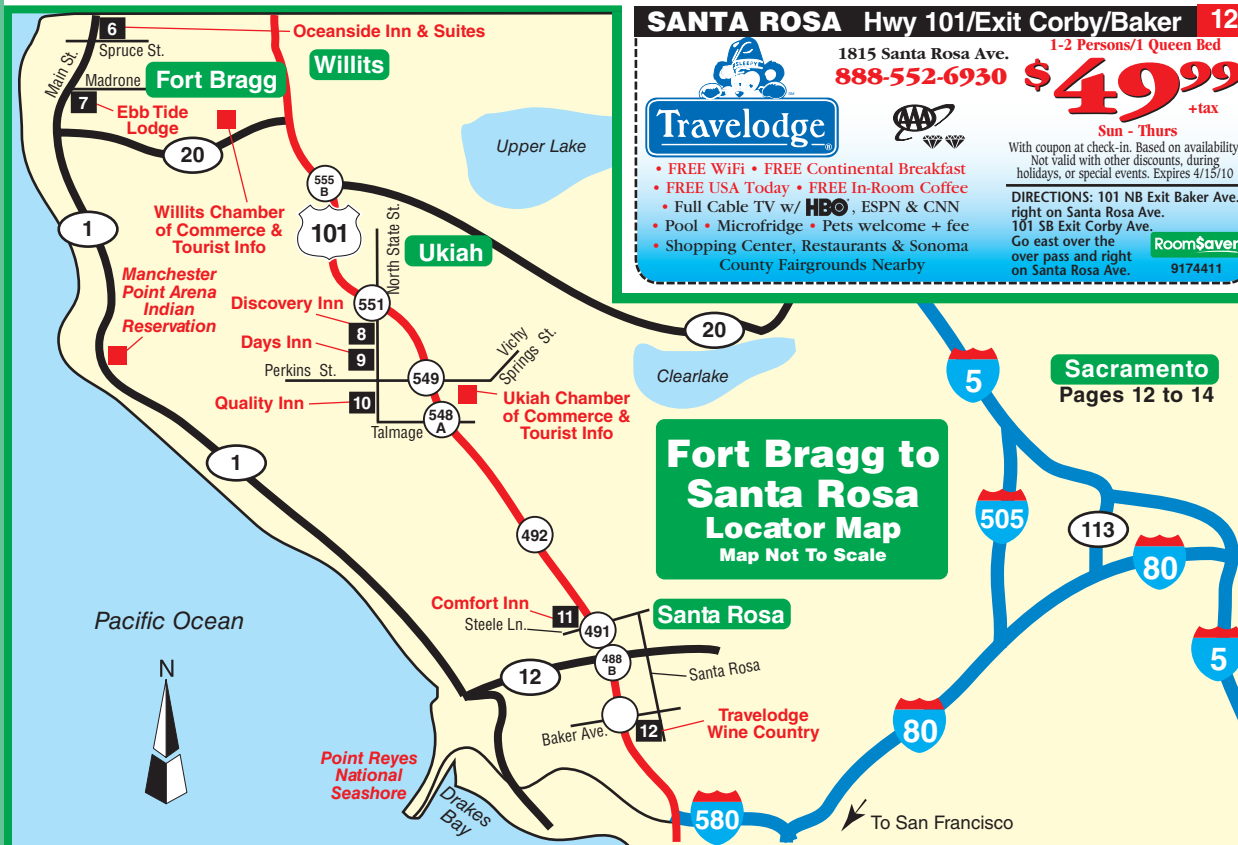 SANTA ROSA Hwy 101/Exit Corby/Baker 12
SLEEPY
Travelodge®
1815 Santa Rosa Ave.
888-552-6930
AAA
1-2 Persons/1 Queen Bed
$49.99
+tax
Sun - Thurs
With coupon at check-in. Based on availability.
Not valid with other discounts, during
holidays, or special events. Expires 4/15/10
• FREE WiFi • FREE Continental Breakfast
• FREE USA Today • FREE In-Room Coffee
• Full Cable TV w/ HBO®, ESPN & CNN
• Pool • Microfridge • Pets welcome + fee
• Shopping Center, Restaurants & Sonoma
County Fairgrounds Nearby
DIRECTIONS: 101 NB Exit Baker Ave.
right on Santa Rosa Ave.
101 SB Exit Corby Ave.
Go east over the
over pass and right
on Santa Rosa Ave.
Room$aver
9174411
6
Oceanside Inn & Suites
Main St.
Spruce St.
Willits
Madrone
Fort Bragg
7
Ebb Tide
Lodge
20
Upper Lake
555
B
Willits Chamber
of Commerce &
Tourist Info
101
1
North State St.
Ukiah
Manchester
Point Arena
Indian
Reservation
Discovery Inn
551
8
Days Inn
9
Vichy
Springs St.
20
Perkins St.
549
Clearlake
Quality Inn
10
Ukiah Chamber
of Commerce &
Tourist Info
548
A
Talmage
5
Sacramento
Pages 12 to 14
1
Fort Bragg to
Santa Rosa
Locator Map
Map Not To Scale
505
113
80
492
Comfort Inn
11
Steele Ln.
491
Santa Rosa
Pacific Ocean
5
N
12
488
B
Santa Rosa
Baker Ave.
12
Travelodge
Wine Country
80
Point Reyes
National
Seashore
Drakes
Bay
580
To San Francisco